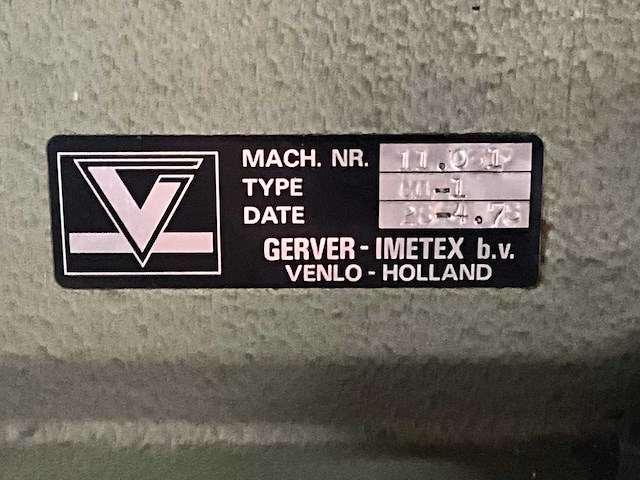 MACH. NR.
TYPE
DATE
GERVER - IMETEX b.v.
VENLO - HOLLAND